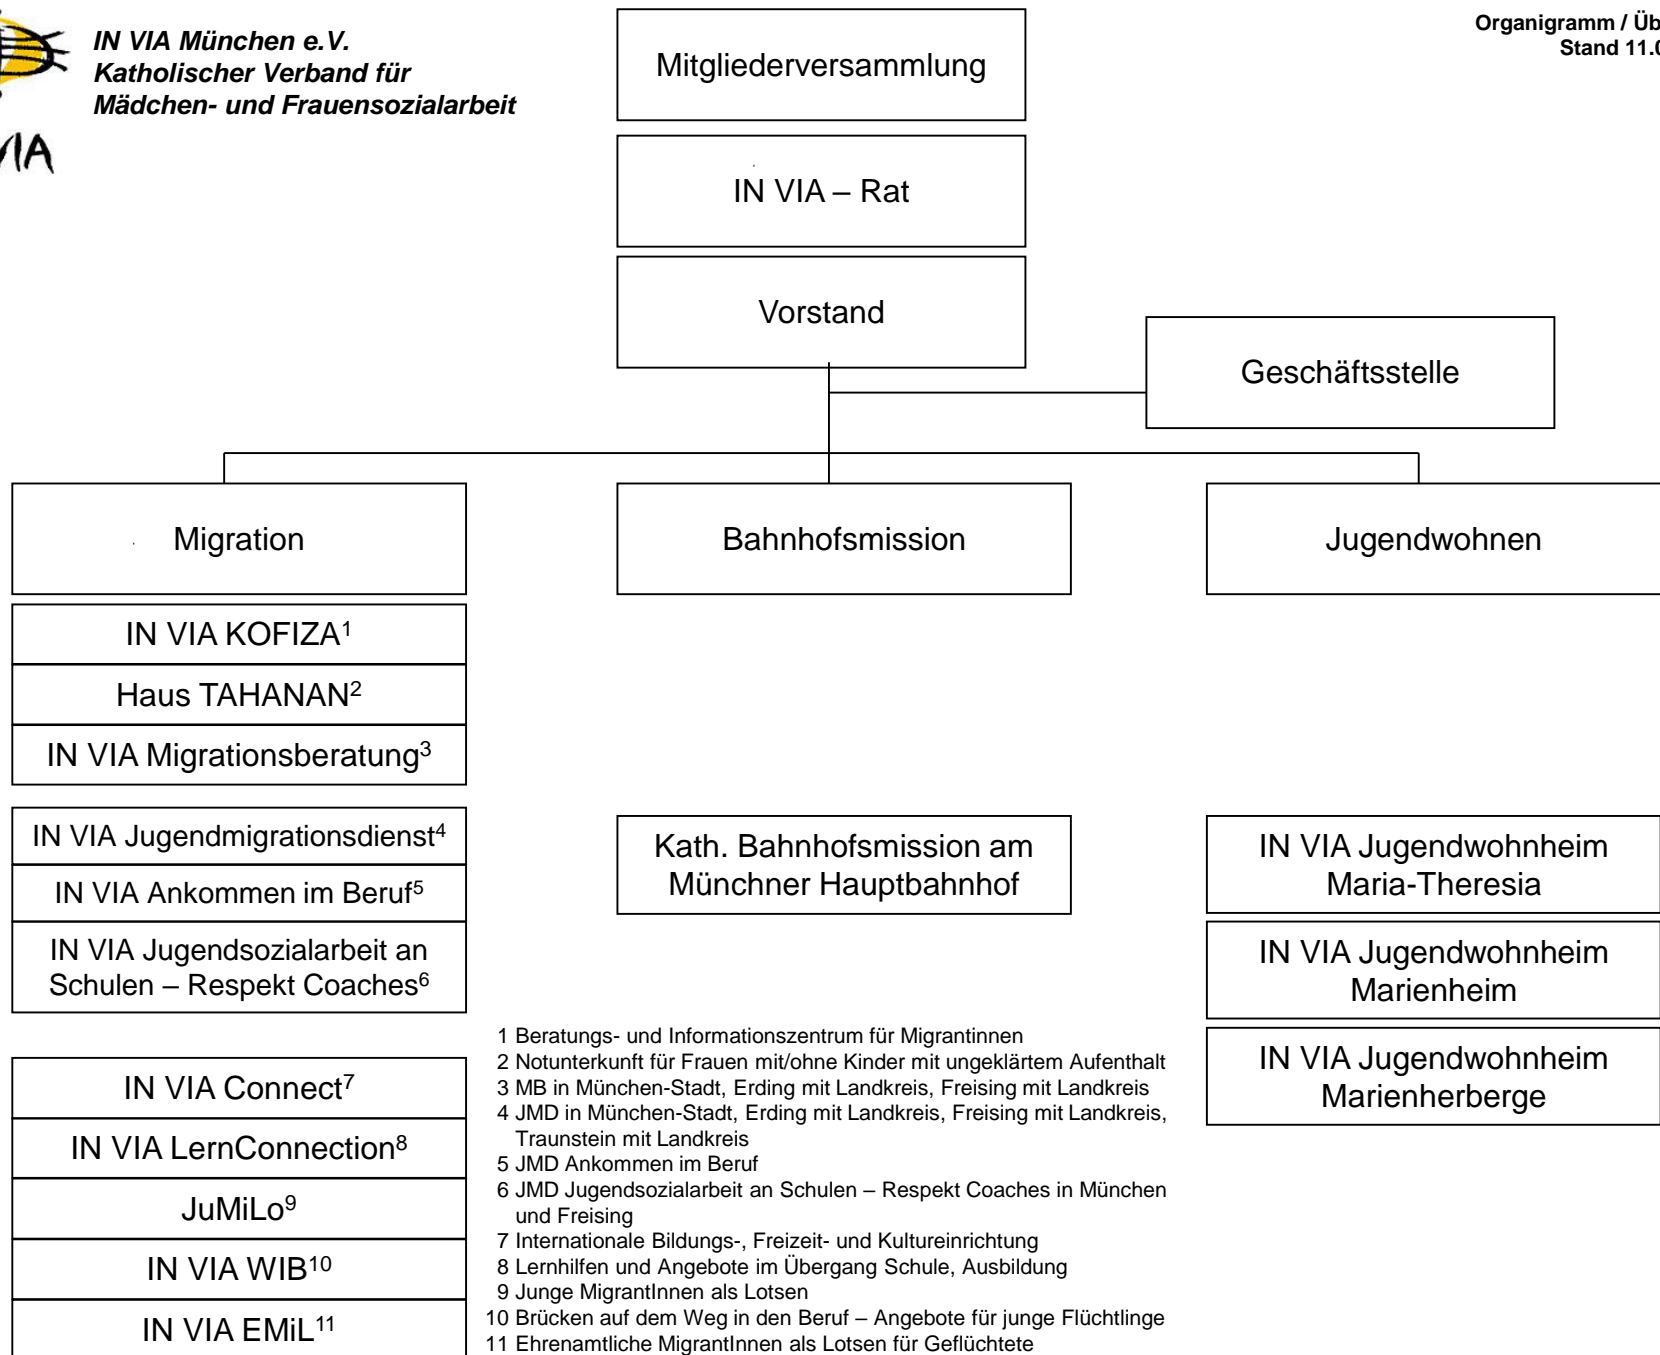 IN VIA München e.V.
Katholischer Verband für
Mädchen- und Frauensozialarbeit
VIA
Organigramm /
Stand
Mitgliederversammlung
IN VIA – Rat
Vorstand
Geschäftsstelle
Migration
Bahnhofsmission
Jugendwohnen
IN VIA KOFIZA¹
Haus TAHANAN²
IN VIA Migrationsberatung³
IN VIA Jugendmigrationsdienst⁴
IN VIA Ankommen im Beruf⁵
IN VIA Jugendsozialarbeit an
Schulen – Respekt Coaches⁶
IN VIA Connect⁷
IN VIA LernConnection⁸
JuMiLo⁹
IN VIA WIB¹⁰
IN VIA EMiL¹¹
Kath. Bahnhofsmission am
Münchner Hauptbahnhof
IN VIA Jugendwohnheim
Maria-Theresia
IN VIA Jugendwohnheim
Marienheim
IN VIA Jugendwohnheim
Marienherberge
1 Beratungs- und Informationszentrum für Migrantinnen
2 Notunterkunft für Frauen mit/ohne Kinder mit ungeklärtem Aufenthalt
3 MB in München-Stadt, Erding mit Landkreis, Freising mit Landkreis
4 JMD in München-Stadt, Erding mit Landkreis, Freising mit Landkreis,
Traunstein mit Landkreis
5 JMD Ankommen im Beruf
6 JMD Jugendsozialarbeit an Schulen – Respekt Coaches in München
und Freising
7 Internationale Bildungs-, Freizeit- und Kultureinrichtung
8 Lernhilfen und Angebote im Übergang Schule, Ausbildung
9 Junge MigrantInnen als Lotsen
10 Brücken auf dem Weg in den Beruf – Angebote für junge Flüchtlinge
11 Ehrenamtliche MigrantInnen als Lotsen für Geflüchtete